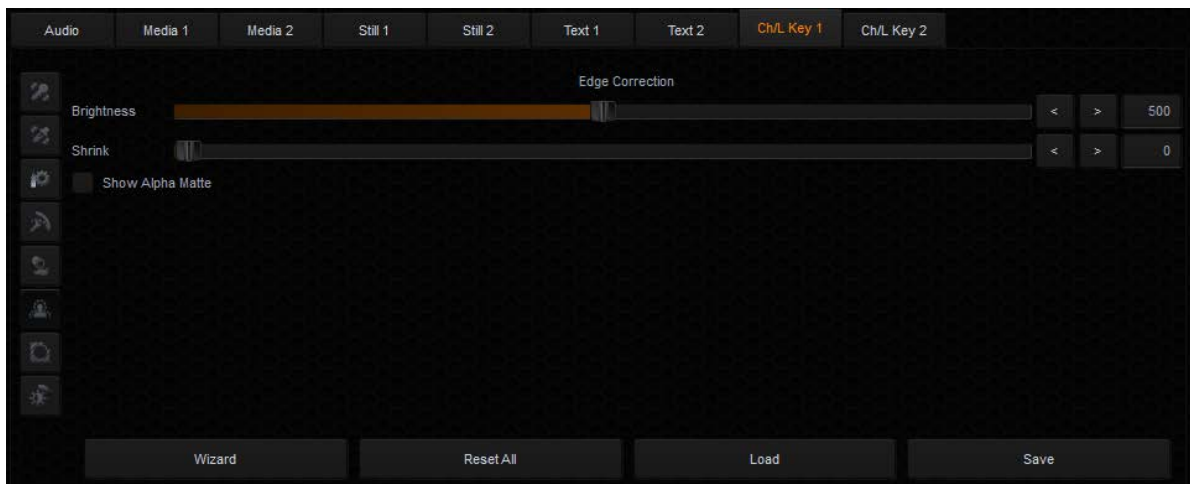 Audio Media 1 Media 2 Still 1 Still 2 Text 1 Text 2 Ch/L Key 1 Ch/L Key 2
Edge Correction
Brightness < > 500
Shrink < > 0
Show Alpha Matte
Wizard Reset All Load Save